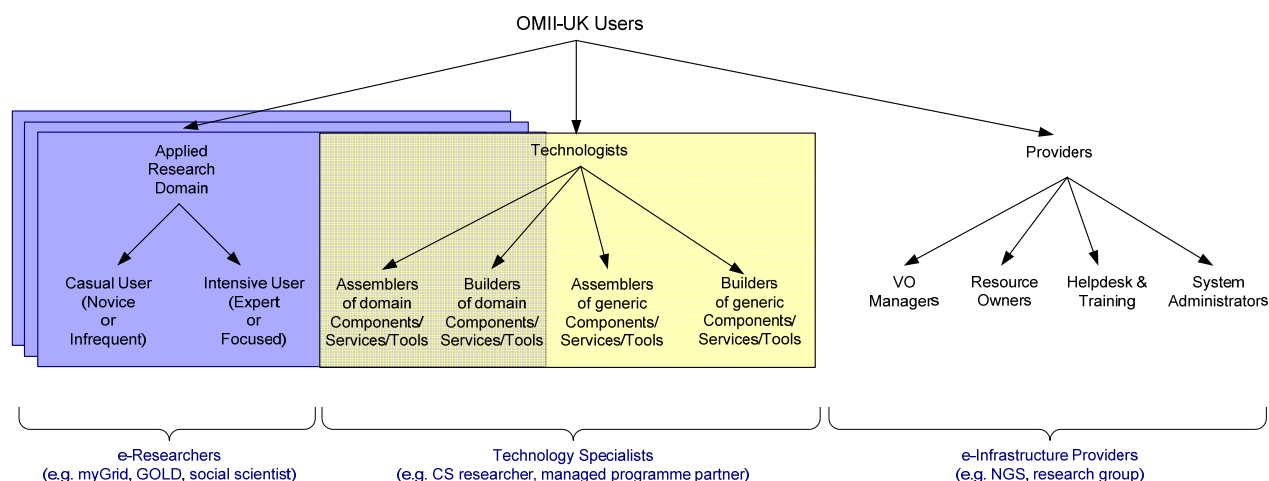 OMII-UK Users
Applied
Research
Domain
Technologists
Providers
Casual User
(Novice
or
Infrequent)
Intensive User
(Expert
or
Focused)
Assemblers
of domain
Components/
Services/Tools
Builders
of domain
Components/
Services/Tools
Assemblers
of generic
Components/
Services/Tools
Builders
of generic
Components/
Services/Tools
VO
Managers
Resource
Owners
Helpdesk &
Training
System
Administrators
e-Researchers
(e.g. myGrid, GOLD, social scientist)
Technology Specialists
(e.g. CS researcher, managed programme partner)
e-Infrastructure Providers
(e.g. NGS, research group)